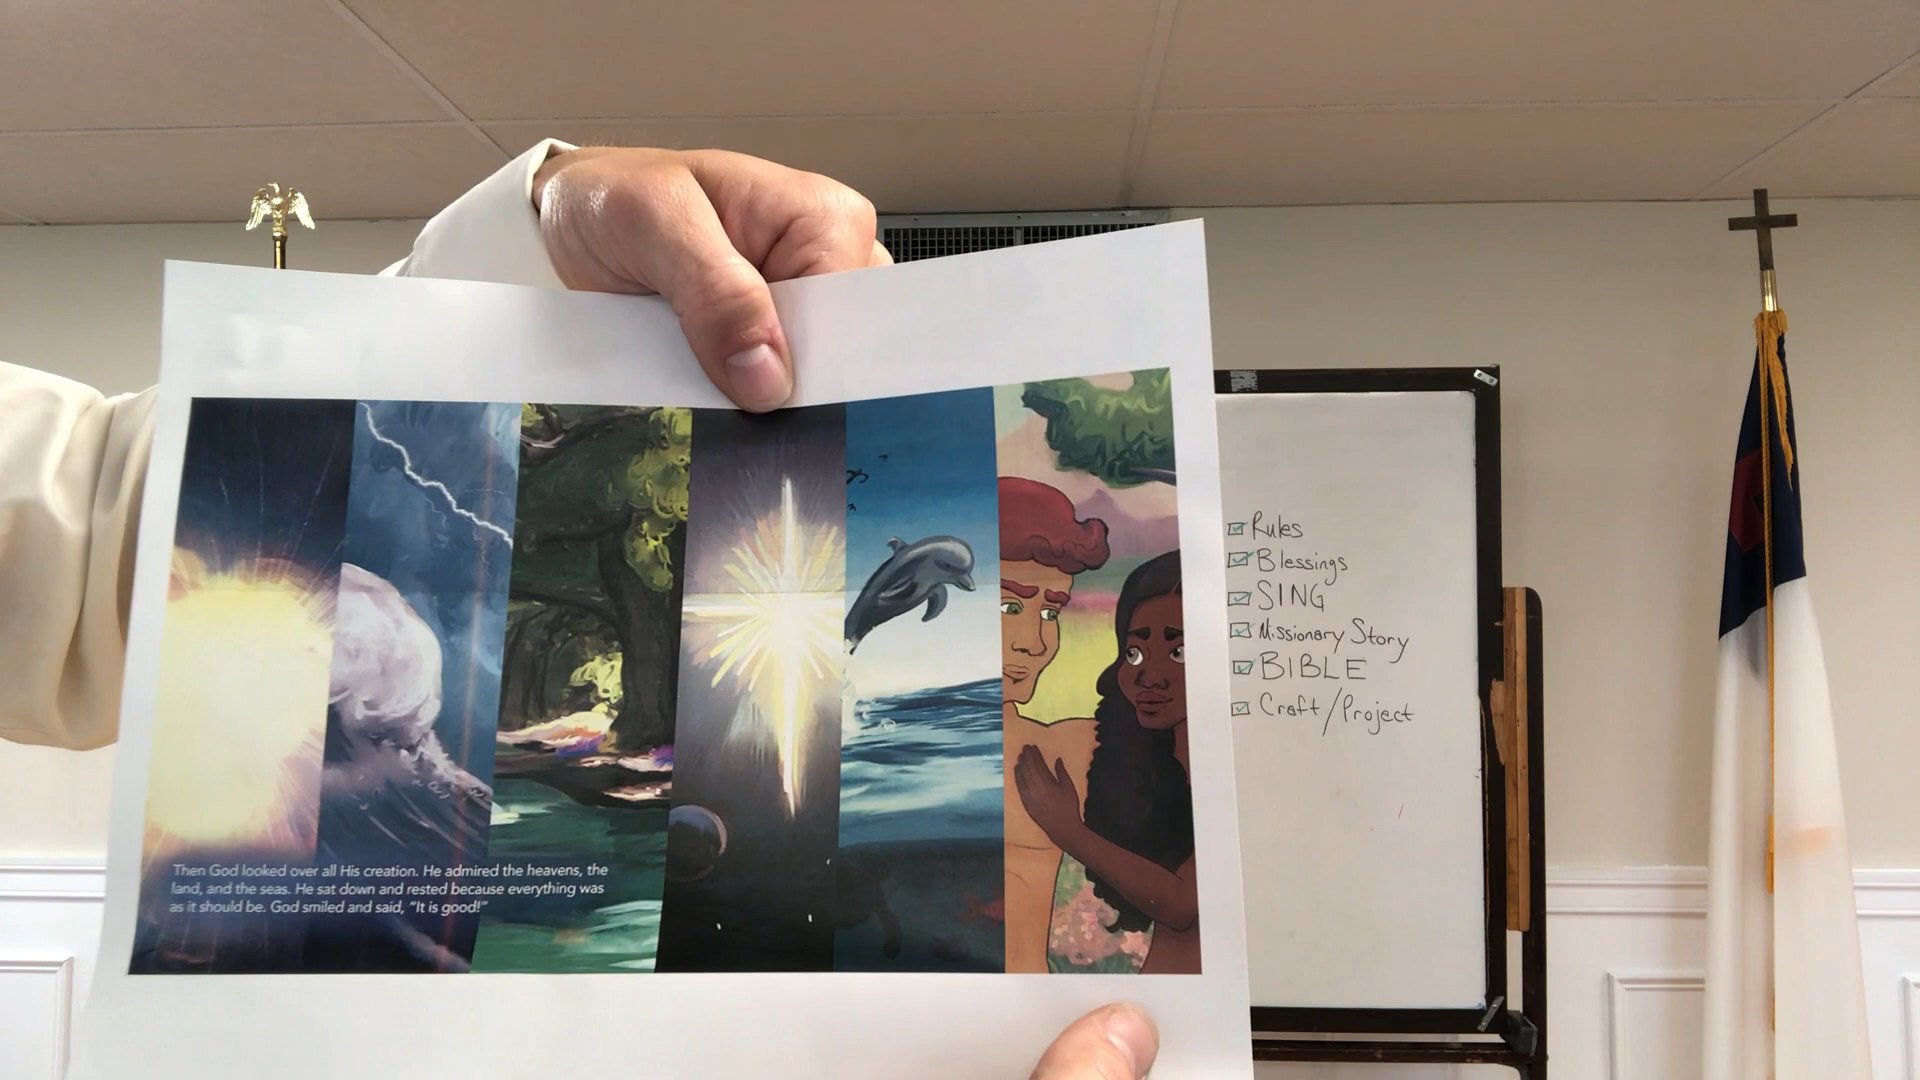 Then God looked over all His creation. He admired the heavens, the
land, and the seas. He sat down and rested because everything was
as it should be. God smiled and said, "It is good!"
Rules
Blessings
SING
Missionary Story
BIBLE
Craft/Project